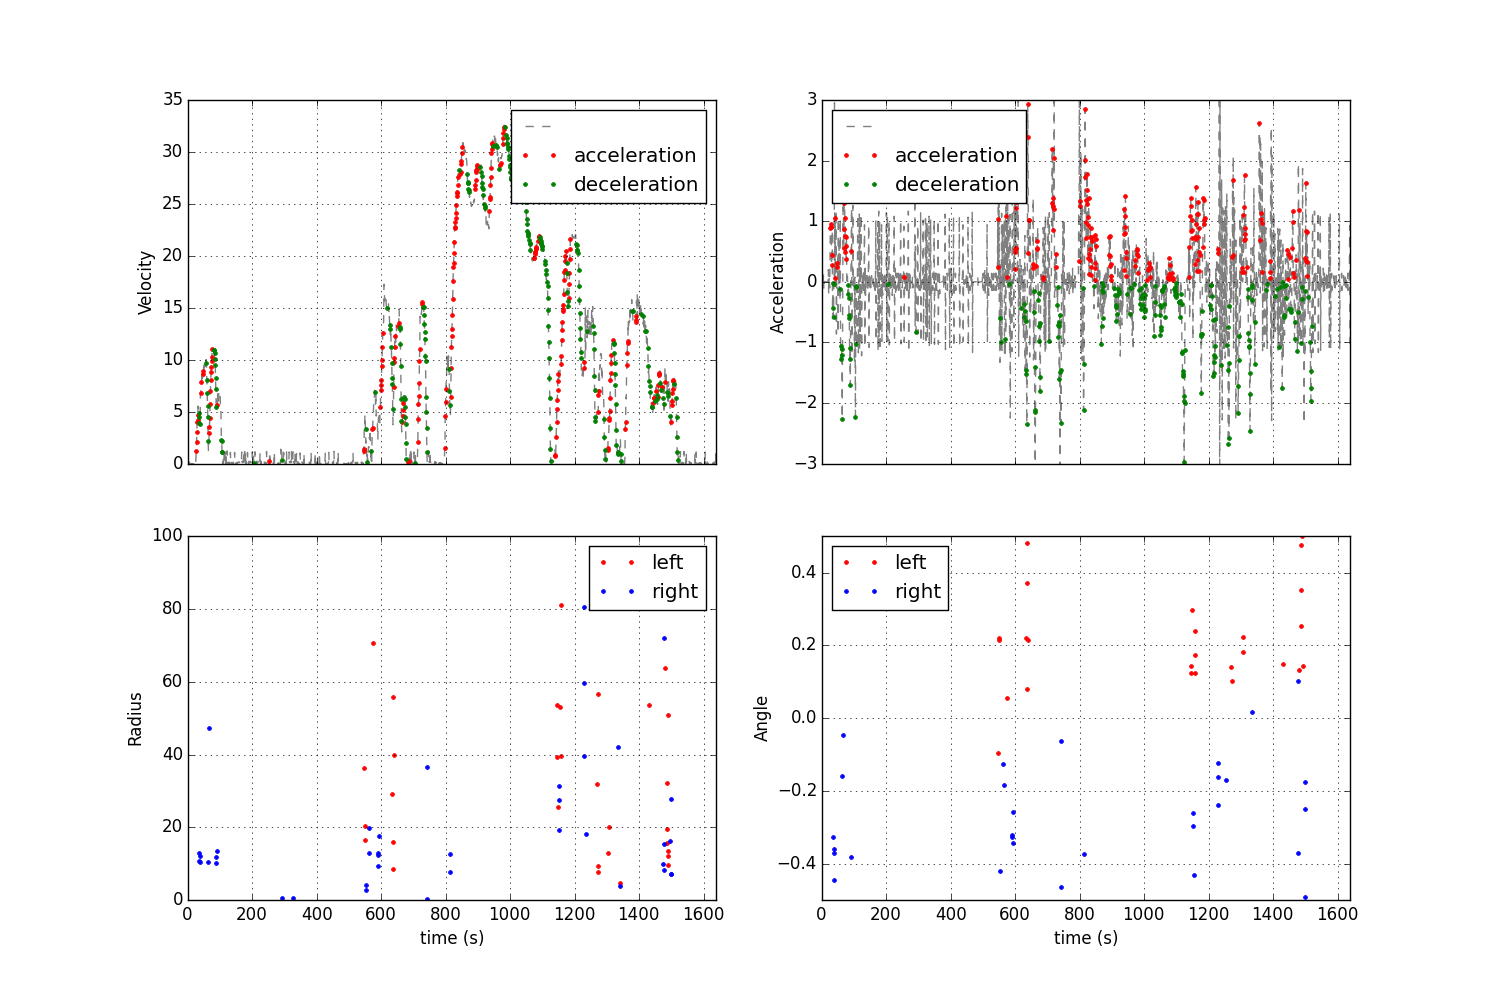 35
30
25
20
15
10
5
0
Velocity
acceleration
deceleration
3
2
1
0
−1
−2
−3
Acceleration
acceleration
deceleration
100
80
60
40
20
0
Radius
left
right
0 200 400 600 800 1000 1200 1400 1600
time (s)
0.4
0.2
0.0
−0.2
−0.4
Angle
left
right
0 200 400 600 800 1000 1200 1400 1600
time (s)